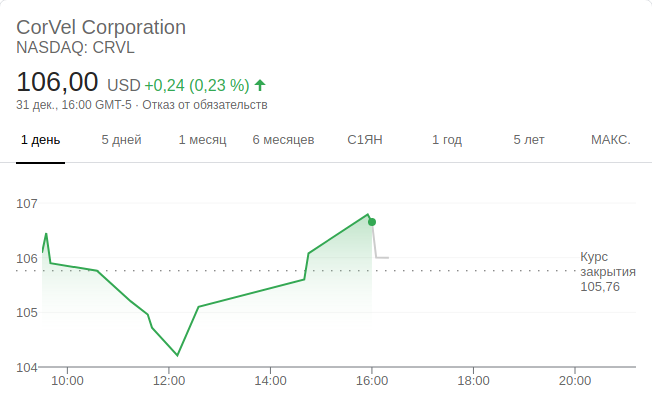 CorVel Corporation
NASDAQ: CRVL
106,00 USD +0,24 (0,23 %)
31 дек., 16:00 GMT-5 · Отказ от обязательств
1 день 5 дней 1 месяц 6 месяцев С1ЯН 1 год 5 лет МАКС.
107
106
105
104
Курс
закрытия
105,76
10:00 12:00 14:00 16:00 18:00 20:00